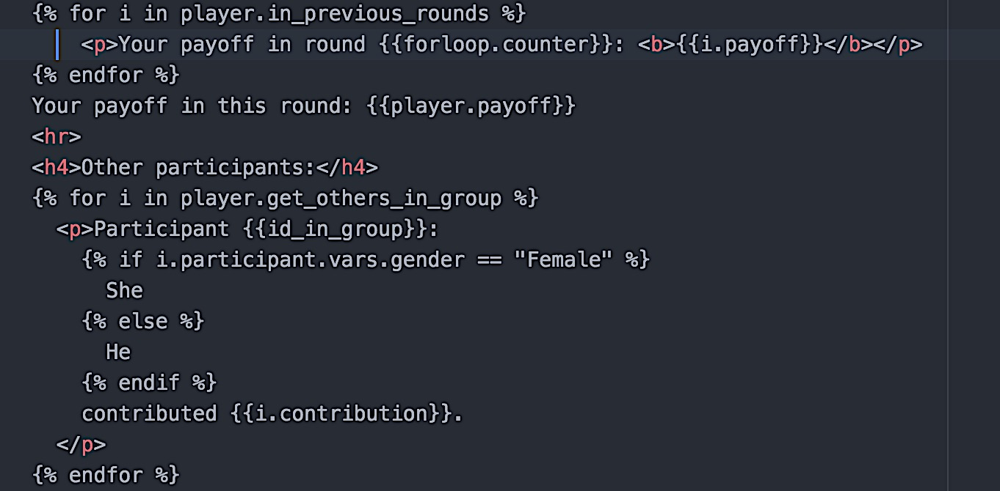 {% for i in player.in_previous_rounds %}
<p>Your payoff in round {{forloop.counter}}: <b>{{i.payoff}}</b></p>
{% endfor %}
Your payoff in this round: {{player.payoff}}
<hr>
<h4>Other participants:</h4>
{% for i in player.get_others_in_group %}
<p>Participant {{id_in_group}}:
{% if i.participant.vars.gender == "Female" %}
She
{% else %}
He
{% endif %}
contributed {{i.contribution}}.
</p>
{% endfor %}